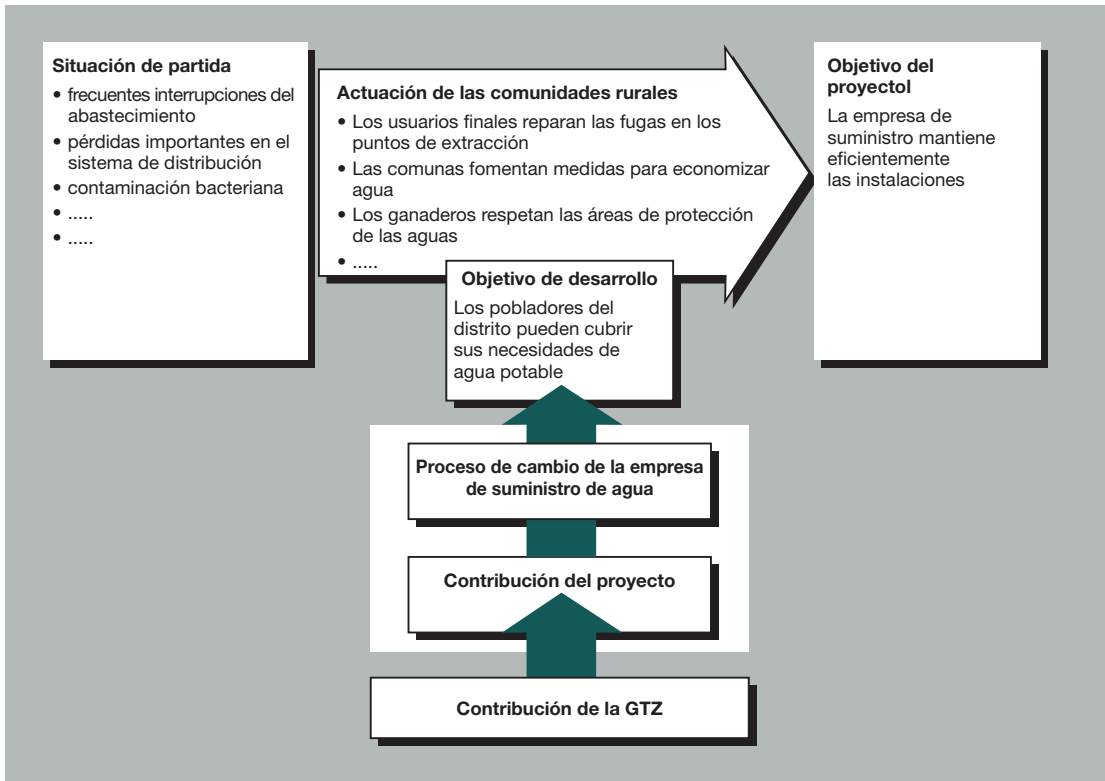 Situación de partida
• frecuentes interrupciones del
abastecimiento
• pérdidas importantes en el
sistema de distribución
• contaminación bacteriana
• .....
• .....
Actuación de las comunidades rurales
• Los usuarios finales reparan las fugas en los
puntos de extracción
• Las comunas fomentan medidas para economizar
agua
• Los ganaderos respetan las áreas de protección
de las aguas
• .....
Objetivo del
proyectol
La empresa de
suministro mantiene
eficientemente
las instalaciones
Objetivo de desarrollo
Los pobladores del
distrito pueden cubrir
sus necesidades de
agua potable
Proceso de cambio de la empresa
de suministro de agua
Contribución del proyecto
Contribución de la GTZ